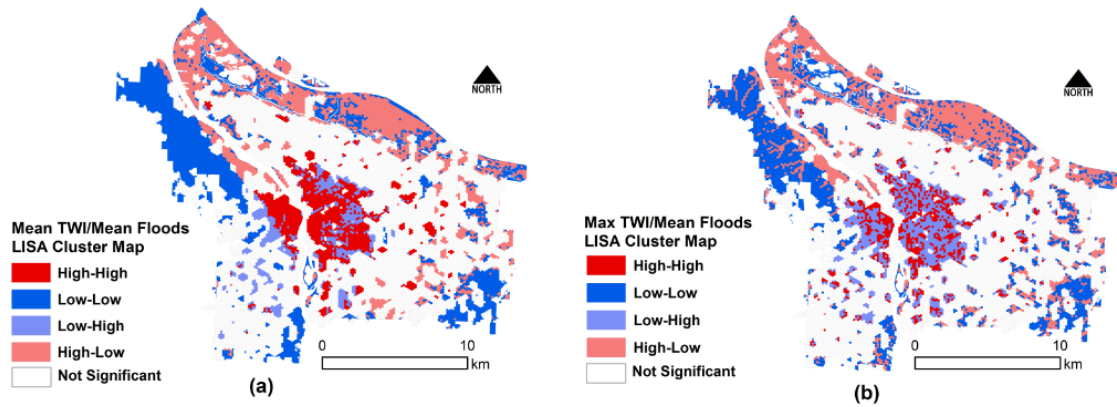 NORTH
Mean TWI/Mean Floods
LISA Cluster Map
High-High
Low-Low
Low-High
High-Low
Not Significant
0 10
km
(a)
NORTH
Max TWI/Mean Floods
LISA Cluster Map
High-High
Low-Low
Low-High
High-Low
Not Significant
0 10
km
(b)